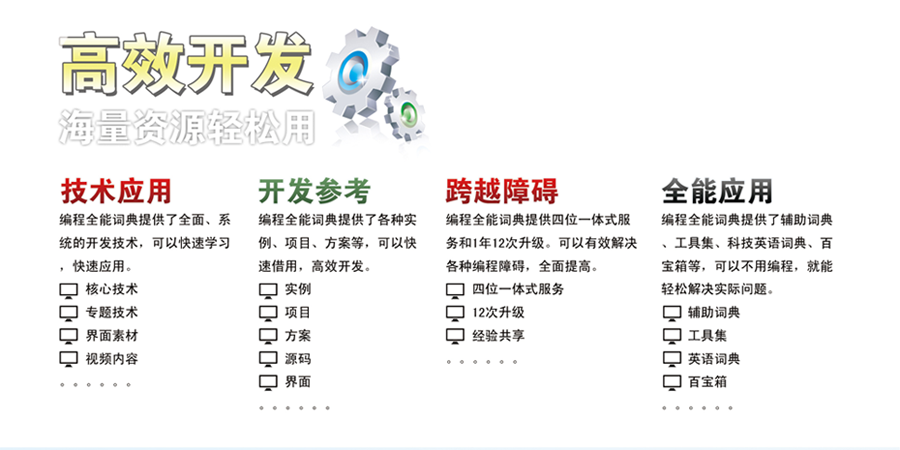 高效开发
海量资源轻松用
技术应用
编程全能词典提供了全面、系
统的开发技术，可以快速学习
，快速应用。
核心技术
专题技术
界面素材
视频内容
。。。。。。
开发参考
编程全能词典提供了各种实
例、项目、方案等，可以快
速借用，高效开发。
实例
项目
方案
源码
界面
。。。。。。
跨越障碍
编程全能词典提供四位一体式服
务和1年12次升级。可以有效解决
各种编程障碍，全面提高。
四位一体式服务
12次升级
经验共享
。。。。。。
全能应用
编程全能词典提供了辅助词典
、工具集、科技英语词典、百
宝箱等，可以不用编程，就能
轻松解决实际问题。
辅助词典
工具集
英语词典
百宝箱
。。。。。。